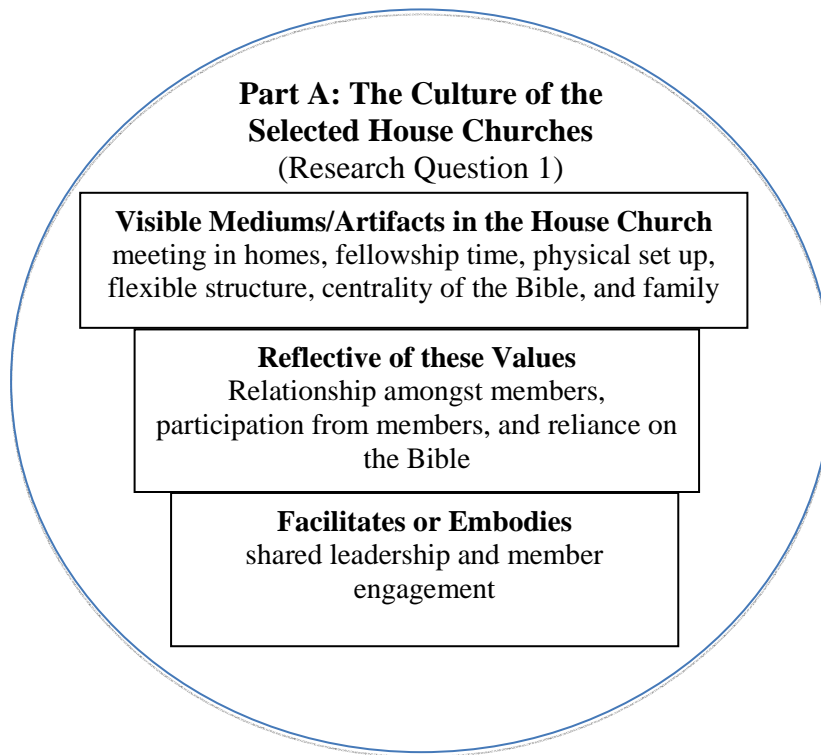 Part A: The Culture of the
Selected House Churches
(Research Question 1)
Visible Mediums/Artifacts in the House Church
meeting in homes, fellowship time, physical set up,
flexible structure, centrality of the Bible, and family
Reflective of these Values
Relationship amongst members,
participation from members, and reliance on
the Bible
Facilitates or Embodies
shared leadership and member
engagement